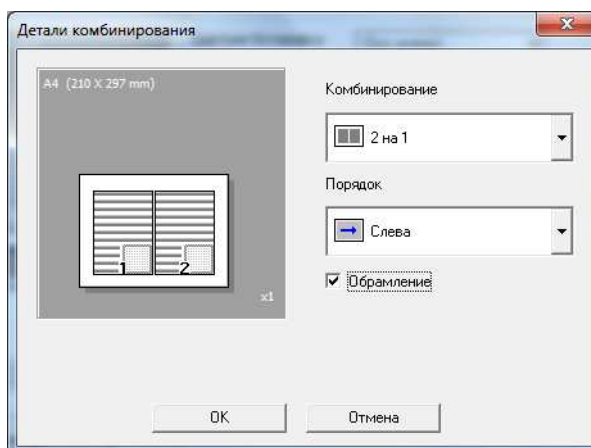 Детали комбинирования
A4 (210 X 297 mm)
1 2
x1
Комбинирование
2 на 1
Порядок
Слева
Обрамление
OK
Отмена